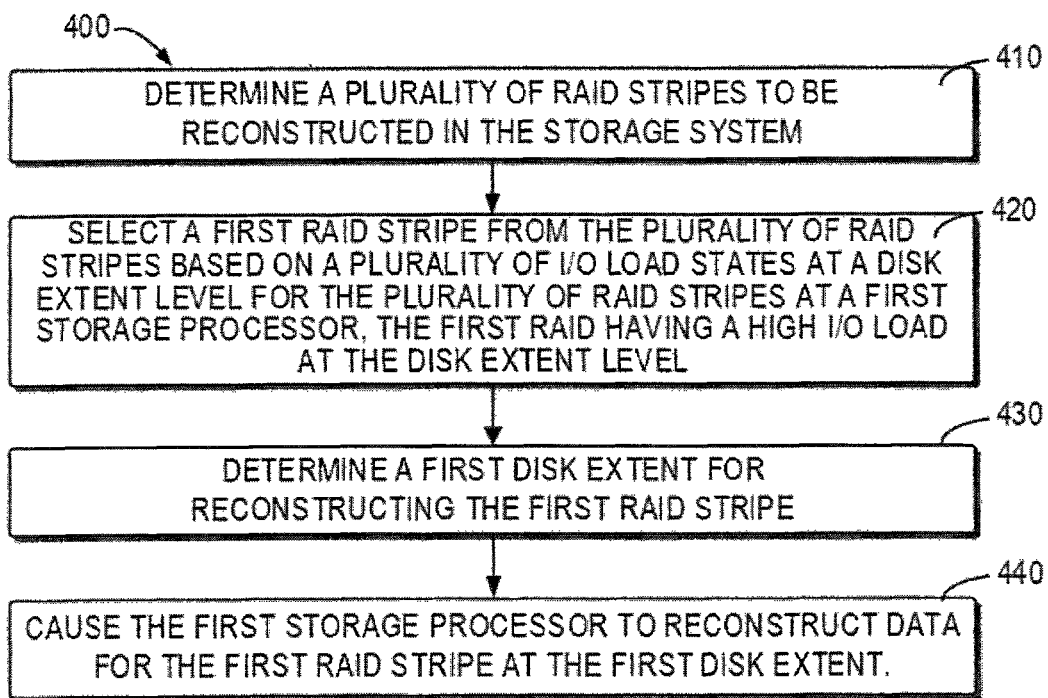 400
410
DETERMINE A PLURALITY OF RAID STRIPES TO BE
RECONSTRUCTED IN THE STORAGE SYSTEM
420
SELECT A FIRST RAID STRIPE FROM THE PLURALITY OF RAID
STRIPES BASED ON A PLURALITY OF I/O LOAD STATES AT A DISK
EXTENT LEVEL FOR THE PLURALITY OF RAID STRIPES AT A FIRST
STORAGE PROCESSOR, THE FIRST RAID HAVING A HIGH I/O LOAD
AT THE DISK EXTENT LEVEL
430
DETERMINE A FIRST DISK EXTENT FOR
RECONSTRUCTING THE FIRST RAID STRIPE
440
CAUSE THE FIRST STORAGE PROCESSOR TO RECONSTRUCT DATA
FOR THE FIRST RAID STRIPE AT THE FIRST DISK EXTENT.